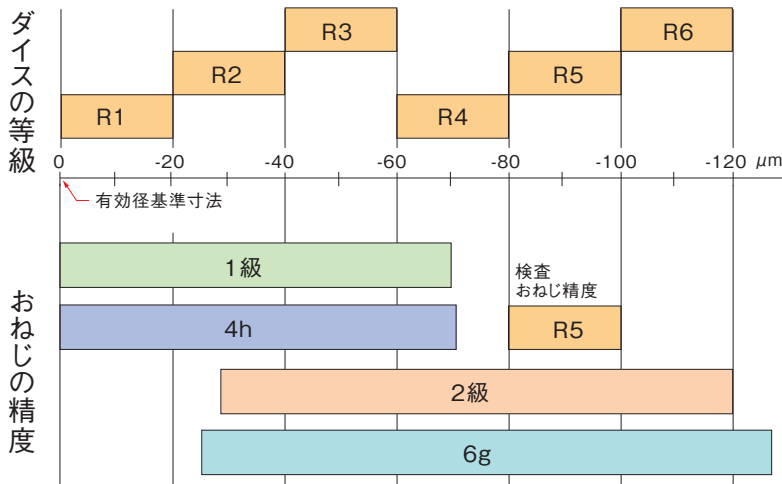 ダイスの等級
R3
R6
R2
R5
R1
R4
0 -20 -40 -60 -80 -100 -120 μm
有効径基準寸法
おねじの精度
1級
検査
おねじ精度
4h
R5
2級
6g